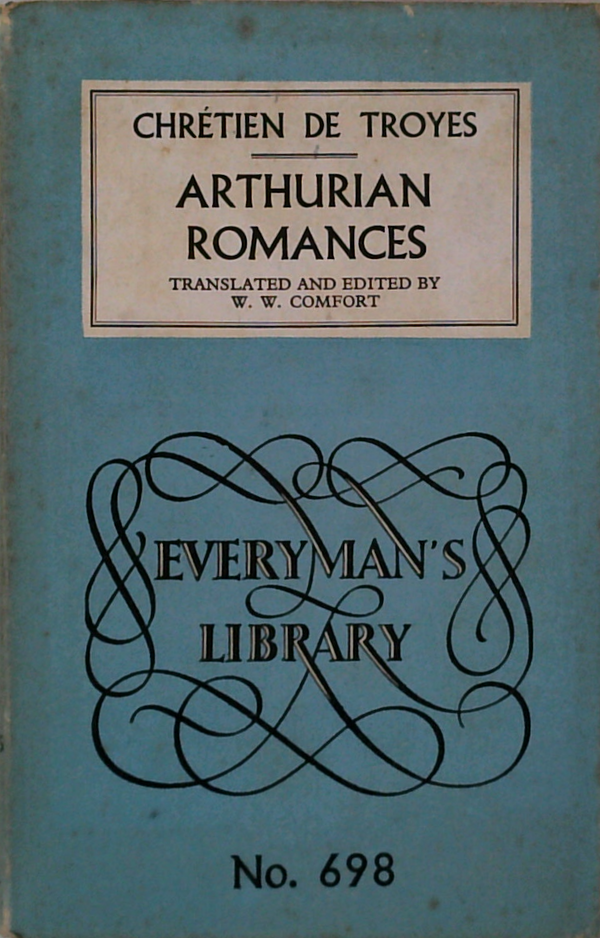 CHRÉTIEN DE TROYES
ARTHURIAN
ROMANCES
TRANSLATED AND EDITED BY
W. W. COMFORT
EVERYMAN'S
LIBRARY
No. 698